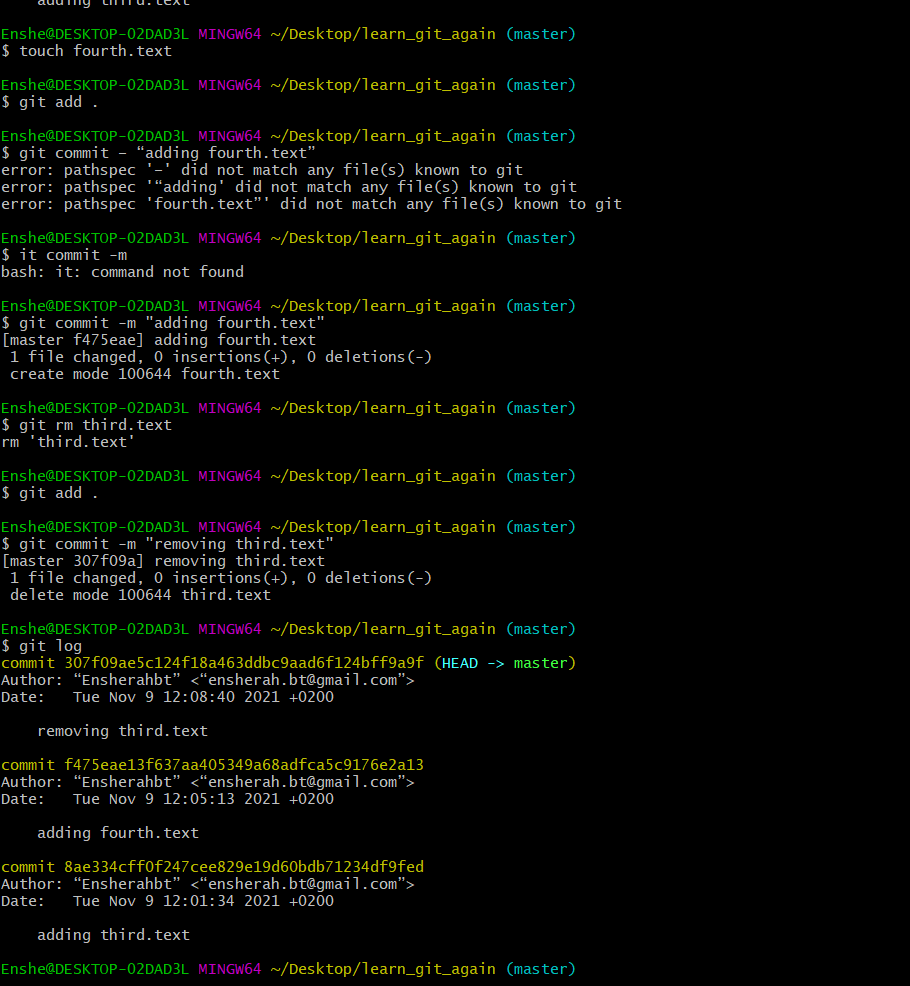 adding third.text
Enshe@DESKTOP-02DAD3L MINGW64 ~/Desktop/learn_git_again (master)
$ touch fourth.text
Enshe@DESKTOP-02DAD3L MINGW64 ~/Desktop/learn_git_again (master)
$ git add .
Enshe@DESKTOP-02DAD3L MINGW64 ~/Desktop/learn_git_again (master)
$ git commit – “adding fourth.text”
error: pathspec '–' did not match any file(s) known to git
error: pathspec '“adding' did not match any file(s) known to git
error: pathspec 'fourth.text”' did not match any file(s) known to git
Enshe@DESKTOP-02DAD3L MINGW64 ~/Desktop/learn_git_again (master)
$ it commit -m
bash: it: command not found
Enshe@DESKTOP-02DAD3L MINGW64 ~/Desktop/learn_git_again (master)
$ git commit -m "adding fourth.text"
[master f475eae] adding fourth.text
1 file changed, 0 insertions(+), 0 deletions(-)
create mode 100644 fourth.text
Enshe@DESKTOP-02DAD3L MINGW64 ~/Desktop/learn_git_again (master)
$ git rm third.text
rm 'third.text'
Enshe@DESKTOP-02DAD3L MINGW64 ~/Desktop/learn_git_again (master)
$ git add .
Enshe@DESKTOP-02DAD3L MINGW64 ~/Desktop/learn_git_again (master)
$ git commit -m "removing third.text"
[master 307f09a] removing third.text
1 file changed, 0 insertions(+), 0 deletions(-)
delete mode 100644 third.text
Enshe@DESKTOP-02DAD3L MINGW64 ~/Desktop/learn_git_again (master)
$ git log
commit 307f09ae5c124f18a463ddbc9aad6f124bff9a9f (HEAD -> master)
Author: “Ensherahbt” <“ensherah.bt@gmail.com”>
Date:   Tue Nov 9 12:08:40 2021 +0200
removing third.text
commit f475eae13f637aa405349a68adfca5c9176e2a13
Author: “Ensherahbt” <“ensherah.bt@gmail.com”>
Date:   Tue Nov 9 12:05:13 2021 +0200
adding fourth.text
commit 8ae334cff0f247cee829e19d60bdb71234df9fed
Author: “Ensherahbt” <“ensherah.bt@gmail.com”>
Date:   Tue Nov 9 12:01:34 2021 +0200
adding third.text
Enshe@DESKTOP-02DAD3L MINGW64 ~/Desktop/learn_git_again (master)